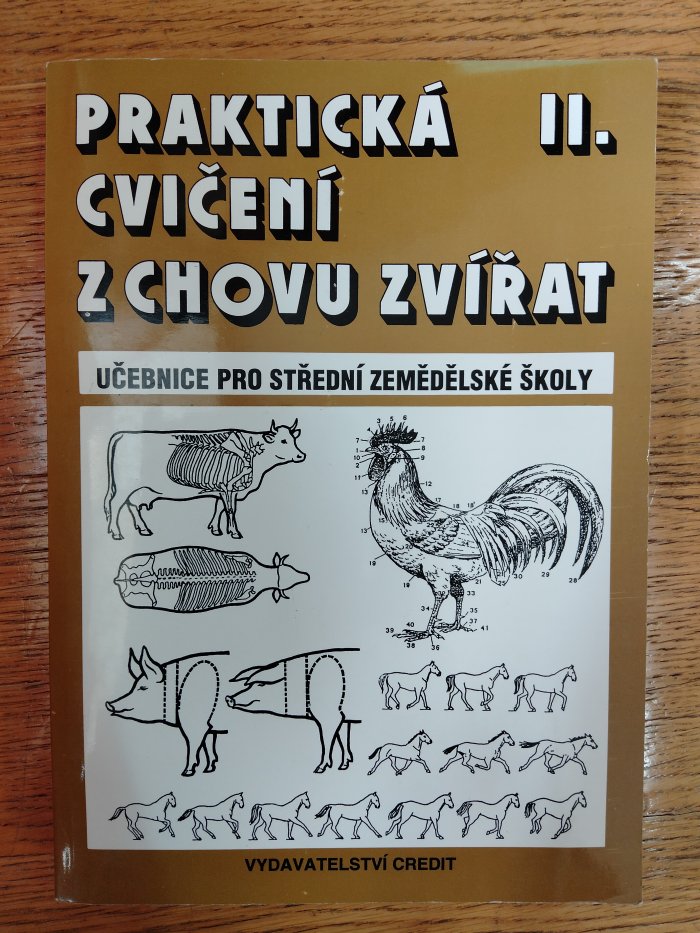 PRAKTICKÁ II.
CVIČENÍ
Z CHOVU ZVÍŘAT
UČEBNICE PRO STŘEDNÍ ZEMĚDĚLSKÉ ŠKOLY
VYDAVATELSTVÍ CREDIT